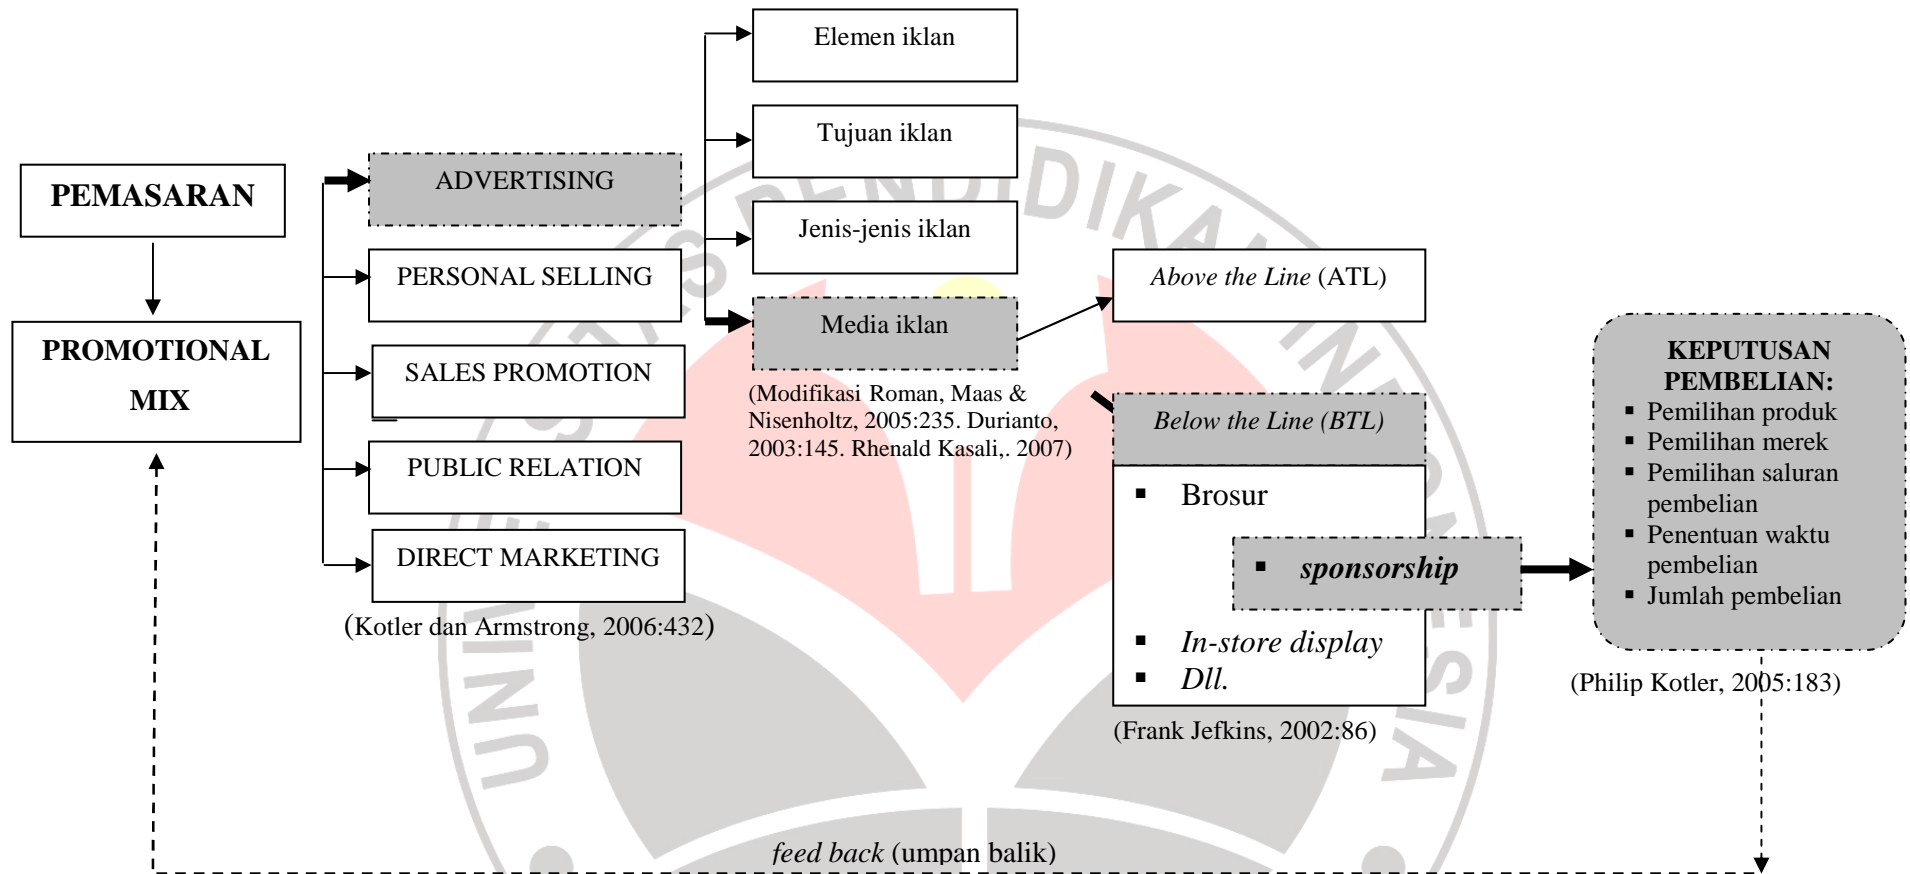 PEMASARAN
PROMOTIONAL
MIX
ADVERTISING
PERSONAL SELLING
SALES PROMOTION
PUBLIC RELATION
DIRECT MARKETING
(Kotler dan Armstrong, 2006:432)
Elemen iklan
Tujuan iklan
Jenis-jenis iklan
Media iklan
(Modifikasi Roman, Maas &
Nisenholtz, 2005:235. Durianto,
2003:145. Rhenald Kasali,. 2007)
Above the Line (ATL)
Below the Line (BTL)
▪ Brosur
▪ sponsorship
▪ In-store display
▪ Dll.
(Frank Jefkins, 2002:86)
KEPUTUSAN
PEMBELIAN:
▪ Pemilihan produk
▪ Pemilihan merek
▪ Pemilihan saluran
pembelian
▪ Penentuan waktu
pembelian
▪ Jumlah pembelian
(Philip Kotler, 2005:183)
feed back (umpan balik)